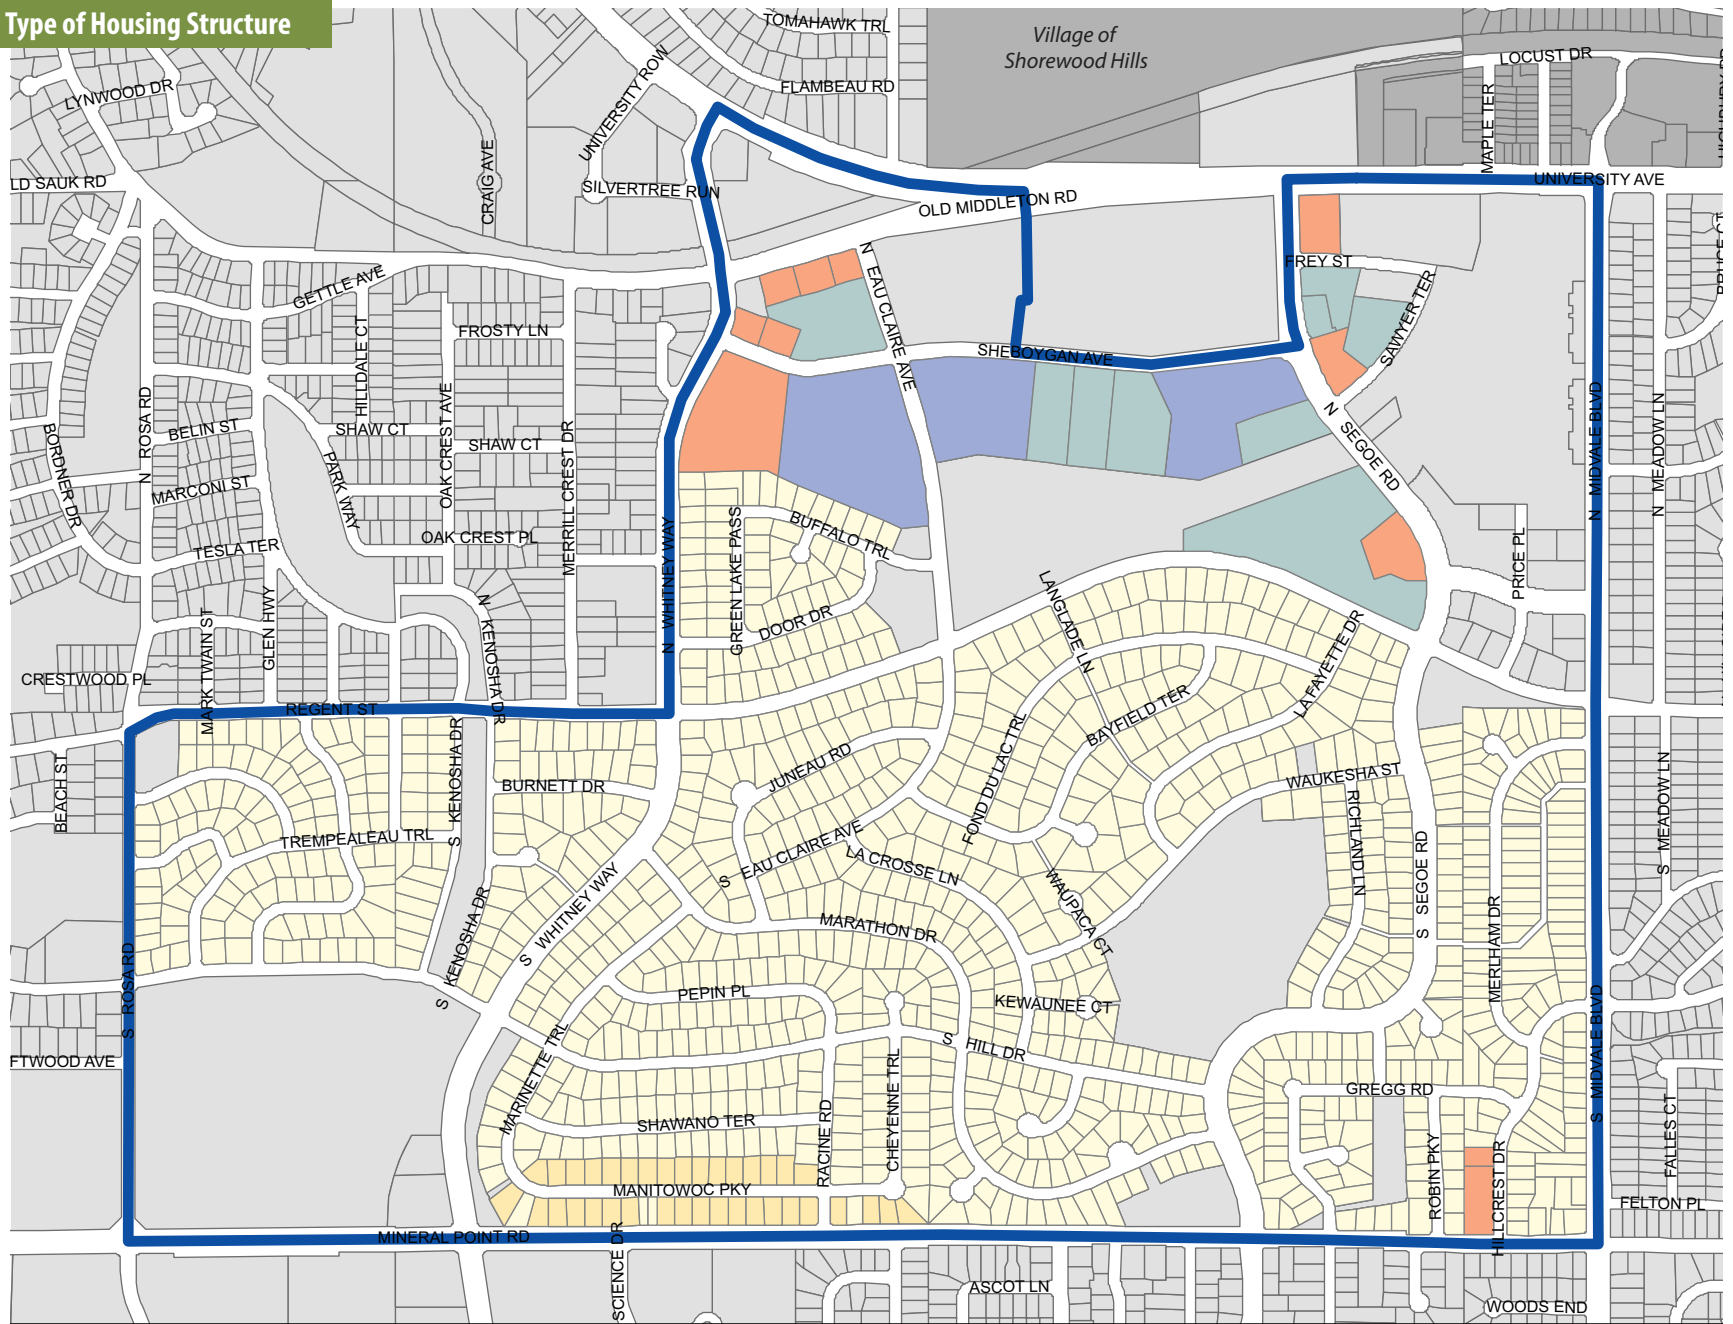 Type of Housing Structure
TOMAHAWK TRL
Village of
Shorewood Hills
LOCUST DR
LYNWOOD DR
UNIVERSITY ROW
FLAMBEAU RD
MAPLE TER
CRAIG AVE
LD SAUK RD
SILVERTREE RUN
UNIVERSITY AVE
OLD MIDDLETON RD
BRUCE CT
N EAU CLAIRE AVE
FREY ST
GETTLE AVE
SAWYER TER
FROSTY LN
HILLDALE CT
SHEBOYGAN AVE
N ROSA RD
OAK CREST AVE
N MIDVALE BLVD
N MEADOW LN
BELIN ST
SHAW CT
SHAW CT
MERRILL CREST DR
N SEGOE RD
BORDNER DR
PARK WAY
MARCONI ST
BUFFALO TRL
OAK CREST PL
TESLA TER
N WHITNEY WAY
GREEN LAKE PASS
PRICE PL
LANGLADE LN
GLEN HWY
MARK TWAIN ST
N KENOSHA DR
DOOR DR
LA FAYETTE DR
CRESTWOOD PL
REGENT ST
BAYFIELD TER
FOND DU LAC TRL
BEACH ST
S KENOSHA DR
JUNEAU RD
BURNETT DR
WAUKESHA ST
RICHLAND LN
S MEADOW LN
TREMPEALEAU TRL
S EAU CLAIRE AVE
LA CROSSE LN
S SEGOE RD
WAUPACA CT
S WHITNEY WAY
MARATHON DR
MERLHAM DR
S KENOSHA DR
S ROSA RD
PEPIN PL
KEWAUNEE CT
S MIDVALE BLVD
S HILL DR
FTWOOD AVE
MARINETTE TRL
CHEYENNE TRL
GREGG RD
RACINE RD
SHAWANO TER
FALLES CT
ROBIN PKY
HILLCREST DR
MANITOWOC PKY
FELTON PL
MINERAL POINT RD
SCIENCE DR
ASCOT LN
WOODS END